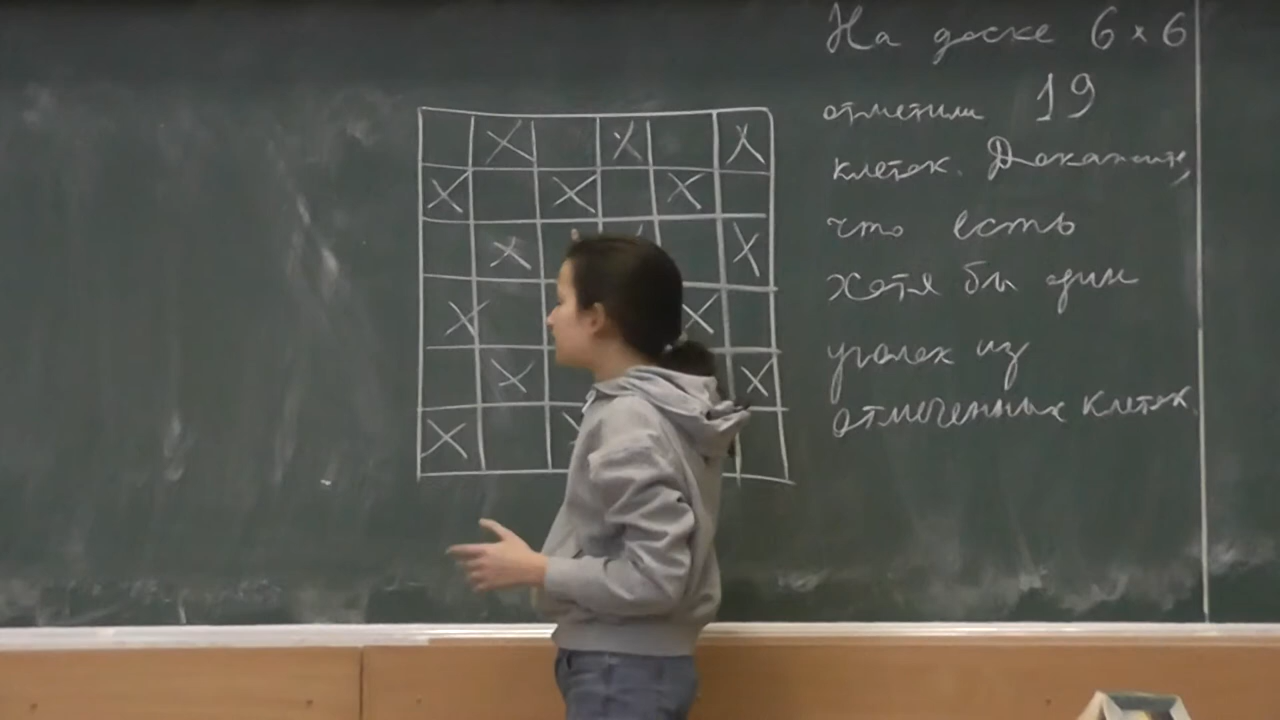 На доске 6 × 6
отметили 19
клеток. Докажите,
что есть
хотя бы один
уголок из
отмеченных клеток.